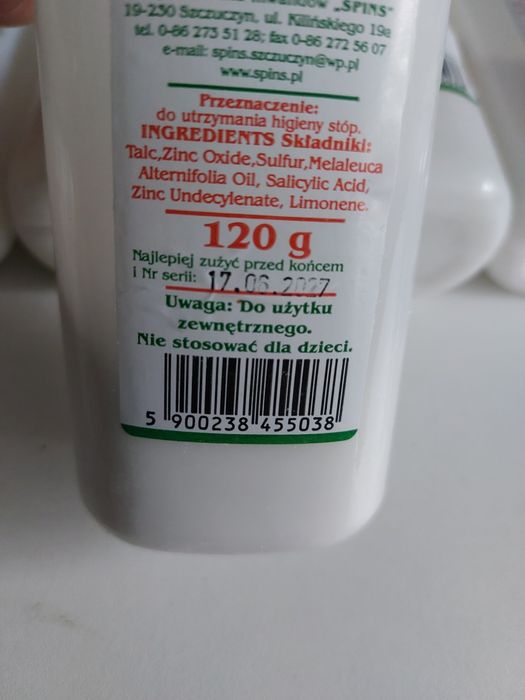 „SPINS"
19-230 Szczuczyn, ul. Kilińskiego 19a
tel. 0-86 273 51 28; fax 0-86 272 56 07
e-mail: spins.szczuczyn@wp.pl
www.spins.pl
Przeznaczenie:
do utrzymania higieny stóp.
INGREDIENTS Składniki:
Talc,Zinc Oxide,Sulfur,Melaleuca
Alternifolia Oil, Salicylic Acid,
Zinc Undecylenate, Limonene.
120 g
Najlepiej zużyć przed końcem
i Nr serii: 17.06.2027
Uwaga: Do użytku
zewnętrznego.
Nie stosować dla dzieci.
5 900238 455038